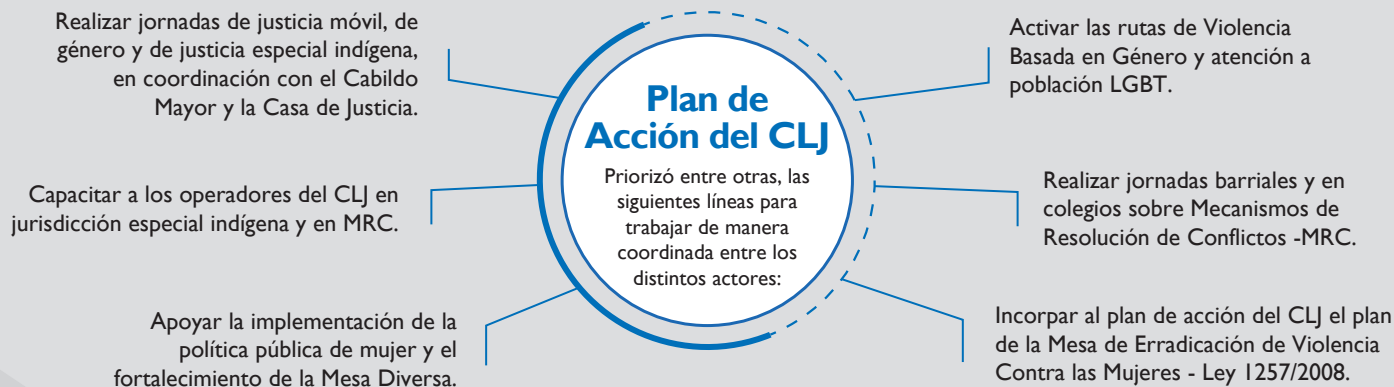 Plan de
Acción del CLJ
Priorizó entre otras, las
siguientes líneas para
trabajar de manera
coordinada entre los
distintos actores:
Realizar jornadas de justicia móvil, de
género y de justicia especial indígena,
en coordinación con el Cabildo
Mayor y la Casa de Justicia.
Capacitar a los operadores del CLJ en
jurisdicción especial indígena y en MRC.
Apoyar la implementación de la
política pública de mujer y el
fortalecimiento de la Mesa Diversa.
Activar las rutas de Violencia
Basada en Género y atención a
población LGBT.
Realizar jornadas barriales y en
colegios sobre Mecanismos de
Resolución de Conflictos -MRC.
Incorpar al plan de acción del CLJ el plan
de la Mesa de Erradicación de Violencia
Contra las Mujeres - Ley 1257/2008.